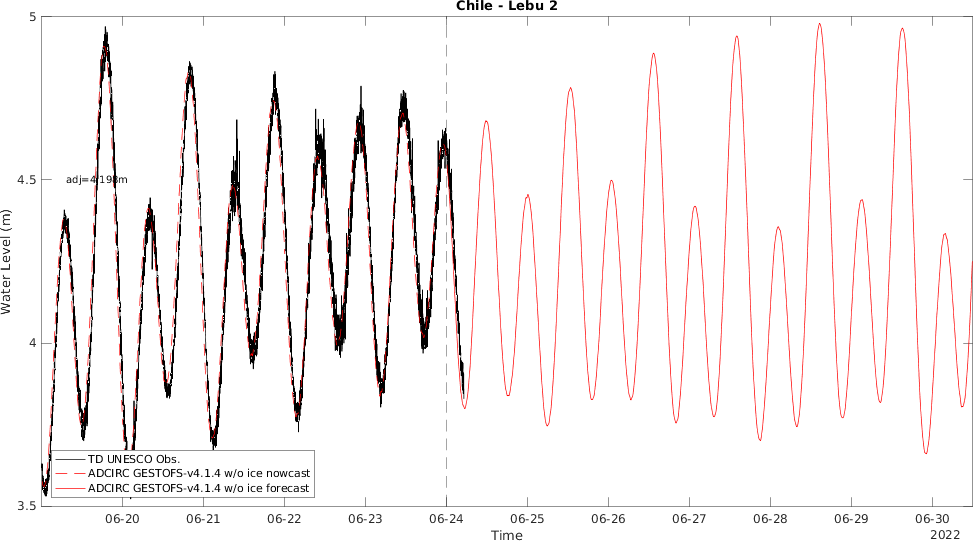 Chile - Lebu 2
5
4.5
4
3.5
Water Level (m)
adj=4.193m
TD UNESCO Obs.
ADCIRC GESTOFS-v4.1.4 w/o ice nowcast
ADCIRC GESTOFS-v4.1.4 w/o ice forecast
06-20 06-21 06-22 06-23 06-24 06-25 06-26 06-27 06-28 06-29 06-30
Time
2022